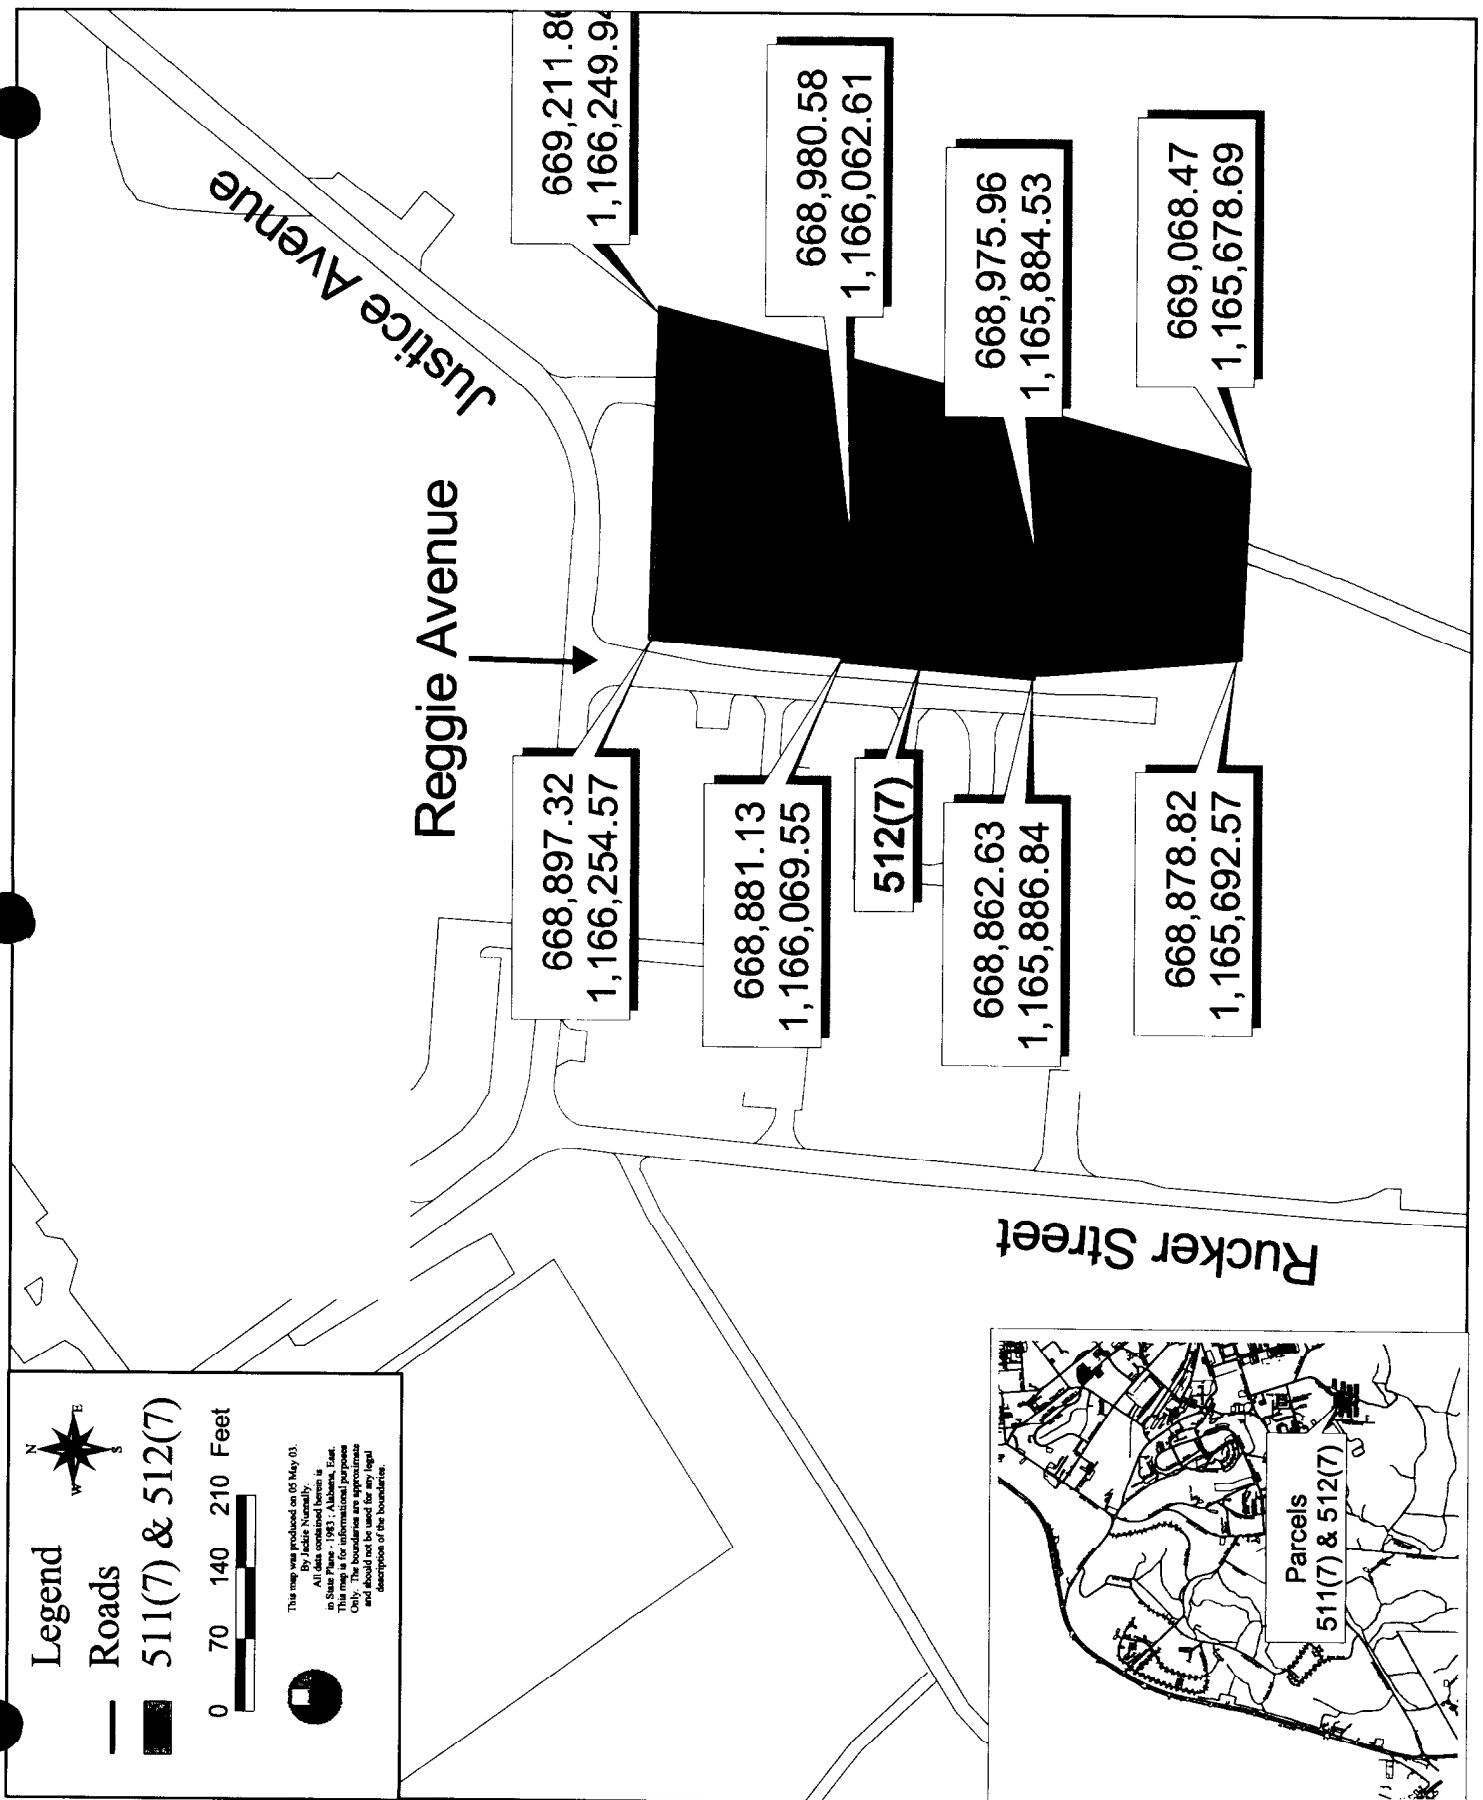 Legend
Roads
511(7) & 512(7)
0 70 140 210 Feet
N
W
E
S
This map was produced on 05 May 03.
By Jackie Nunnally.
All data contained herein is
in State Plane - 1983 : Alabama, East.
This map is for informational purposes
Only. The boundaries are approximate
and should not be used for any legal
description of the boundaries.
Justice Avenue
Reggie Avenue
Rucker Street
669,211.86
1,166,249.94
668,980.58
1,166,062.61
668,975.96
1,165,884.53
669,068.47
1,165,678.69
668,897.32
1,166,254.57
668,881.13
1,166,069.55
512(7)
668,862.63
1,165,886.84
668,878.82
1,165,692.57
Parcels
511(7) & 512(7)